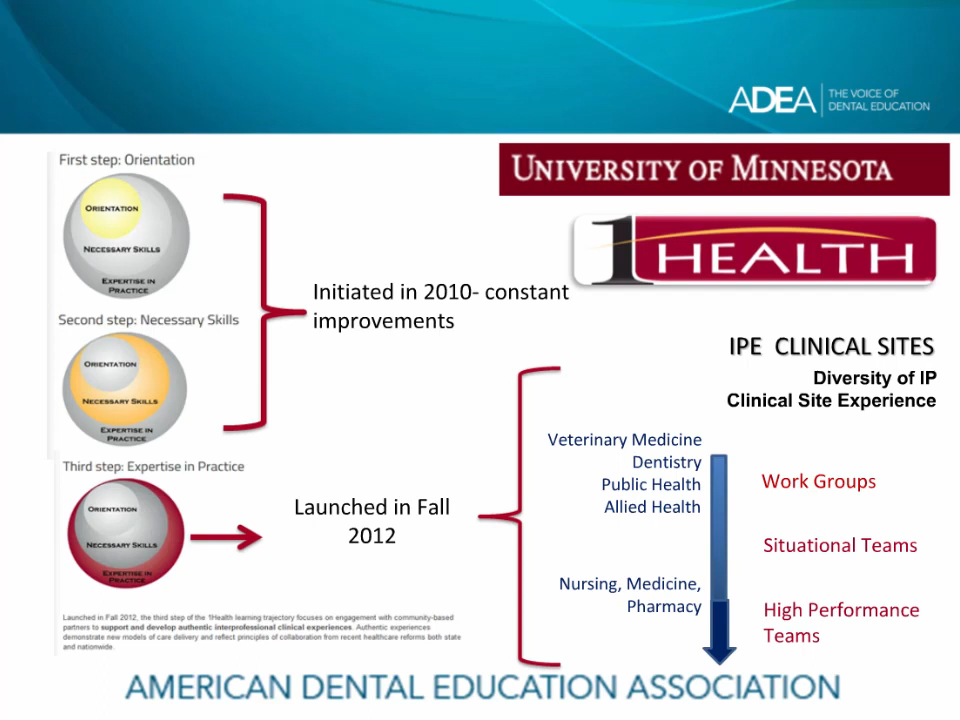 ADEA
THE VOICE OF
DENTAL EDUCATION
First step: Orientation
ORIENTATION
NECESSARY SKILLS
EXPERTISE IN
PRACTICE
Second step: Necessary Skills
ORIENTATION
NECESSARY SKILLS
EXPERTISE IN
PRACTICE
Third step: Expertise in Practice
ORIENTATION
NECESSARY SKILLS
EXPERTISE IN
PRACTICE
Launched in Fall 2012, the third step of the 1Health learning trajectory focuses on engagement with community-based
partners to support and develop authentic interprofessional clinical experiences. Authentic experiences
demonstrate new models of care delivery and reflect principles of collaboration from recent healthcare reforms both state
and nationwide.
Initiated in 2010- constant
improvements
Launched in Fall
2012
UNIVERSITY OF MINNESOTA
1HEALTH
IPE CLINICAL SITES
Diversity of IP
Clinical Site Experience
Veterinary Medicine
Dentistry
Public Health
Allied Health
Nursing, Medicine,
Pharmacy
Work Groups
Situational Teams
High Performance
Teams
AMERICAN DENTAL EDUCATION ASSOCIATION